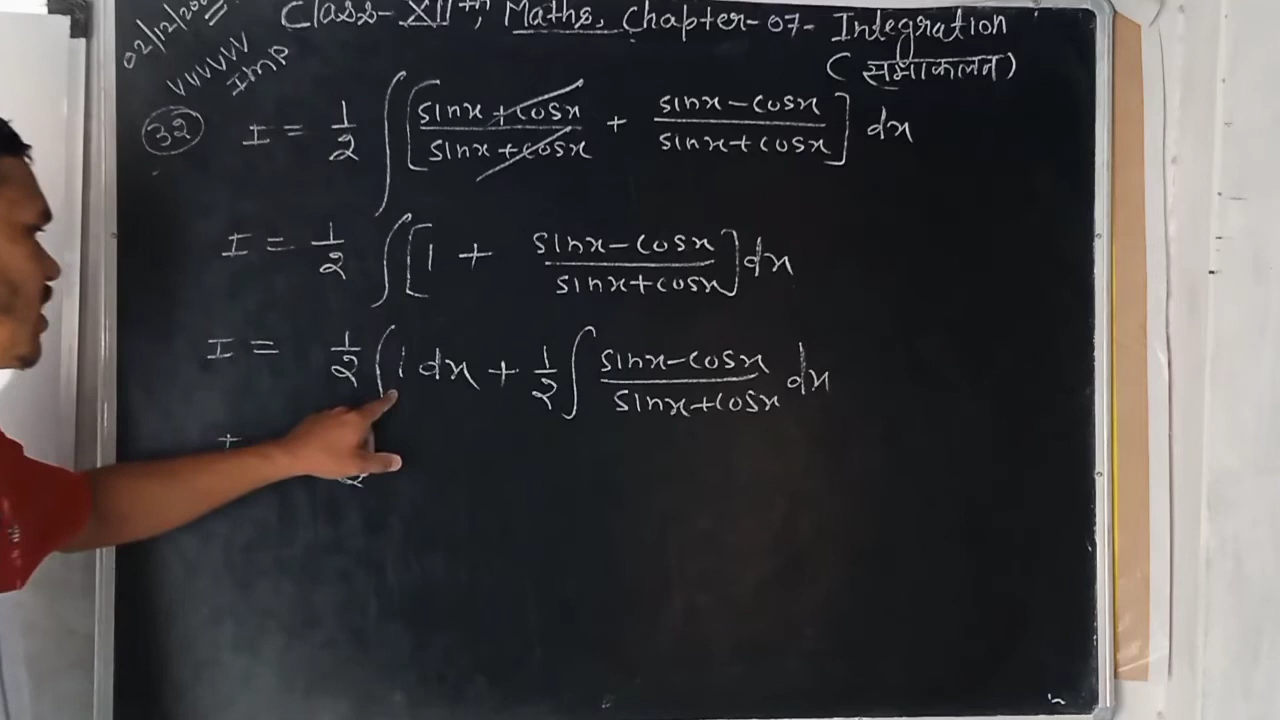 Class-XIIth, Maths, Chapter-07- Integration
(समाकलन)
02/12/20
VVVVVV
IMP
(32) I = 1/2 ∫ [ (sinx+cosx)/(sinx+cosx) + (sinx-cosx)/(sinx+cosx) ] dx
I = 1/2 ∫ [ 1 + (sinx-cosx)/(sinx+cosx) ] dx
I = 1/2 ∫ 1 dx + 1/2 ∫ (sinx-cosx)/(sinx+cosx) dx